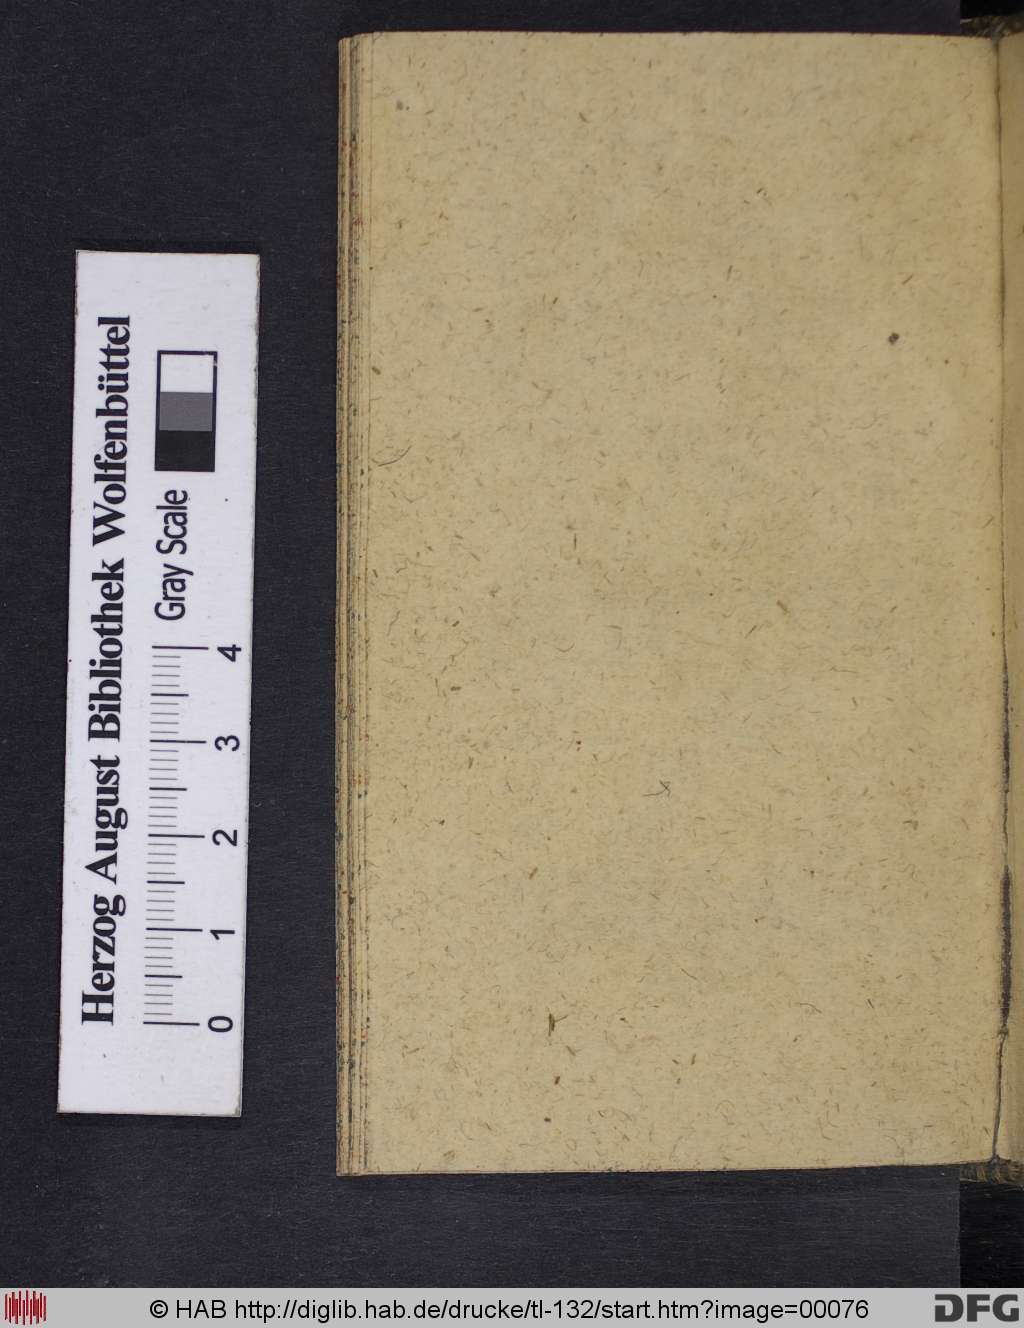 Herzog August Bibliothek Wolfenbüttel
0 1 2 3 4 Gray Scale
© HAB http://diglib.hab.de/drucke/tl-132/start.htm?image=00076
DFG